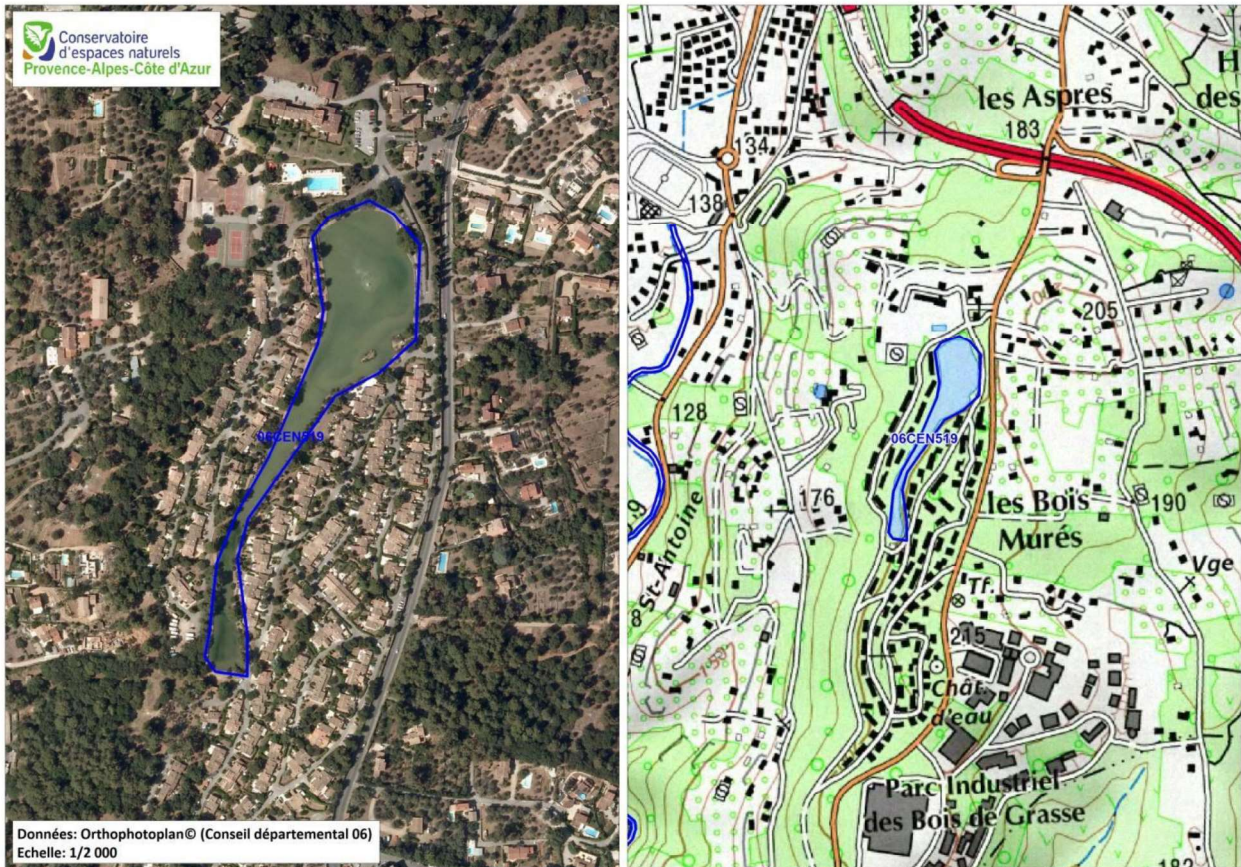 Conservatoire
d'espaces naturels
Provence-Alpes-Côte d'Azur
06CEN519
Données: Orthophotoplan© (Conseil départemental 06)
Echelle: 1/2 000
les Aspres
des
183
134
138
205
128
06CEN519
176
les Bois
Murés
190
St-Antoine
Vge
Tf.
215
Chât.
d'eau
Parc Industriel
des Bois de Grasse